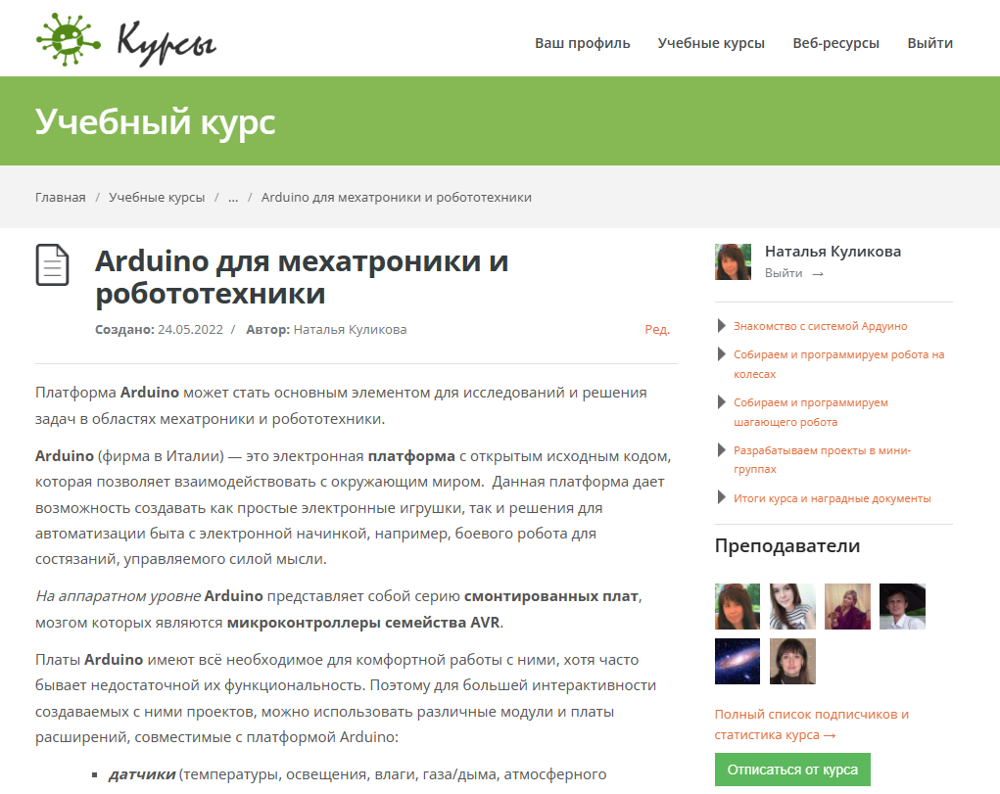 Курсы
Ваш профиль Учебные курсы Веб-ресурсы Выйти
Учебный курс
Главная / Учебные курсы / ... / Arduino для мехатроники и робототехники
Arduino для мехатроники и
робототехники
Создано: 24.05.2022 / Автор: Наталья Куликова Ред.
Платформа Arduino может стать основным элементом для исследований и решения
задач в областях мехатроники и робототехники.
Arduino (фирма в Италии) — это электронная платформа с открытым исходным кодом,
которая позволяет взаимодействовать с окружающим миром. Данная платформа дает
возможность создавать как простые электронные игрушки, так и решения для
автоматизации быта с электронной начинкой, например, боевого робота для
состязаний, управляемого силой мысли.
На аппаратном уровне Arduino представляет собой серию смонтированных плат,
мозгом которых являются микроконтроллеры семейства AVR.
Платы Arduino имеют всё необходимое для комфортной работы с ними, хотя часто
бывает недостаточной их функциональность. Поэтому для большей интерактивности
создаваемых с ними проектов, можно использовать различные модули и платы
расширений, совместимые с платформой Arduino:
▪ датчики (температуры, освещения, влаги, газа/дыма, атмосферного
Наталья Куликова
Выйти →
Знакомство с системой Ардуино
Собираем и программируем робота на
колесах
Собираем и программируем
шагающего робота
Разрабатываем проекты в мини-
группах
Итоги курса и наградные документы
Преподаватели
Полный список подписчиков и
статистика курса →
Отписаться от курса